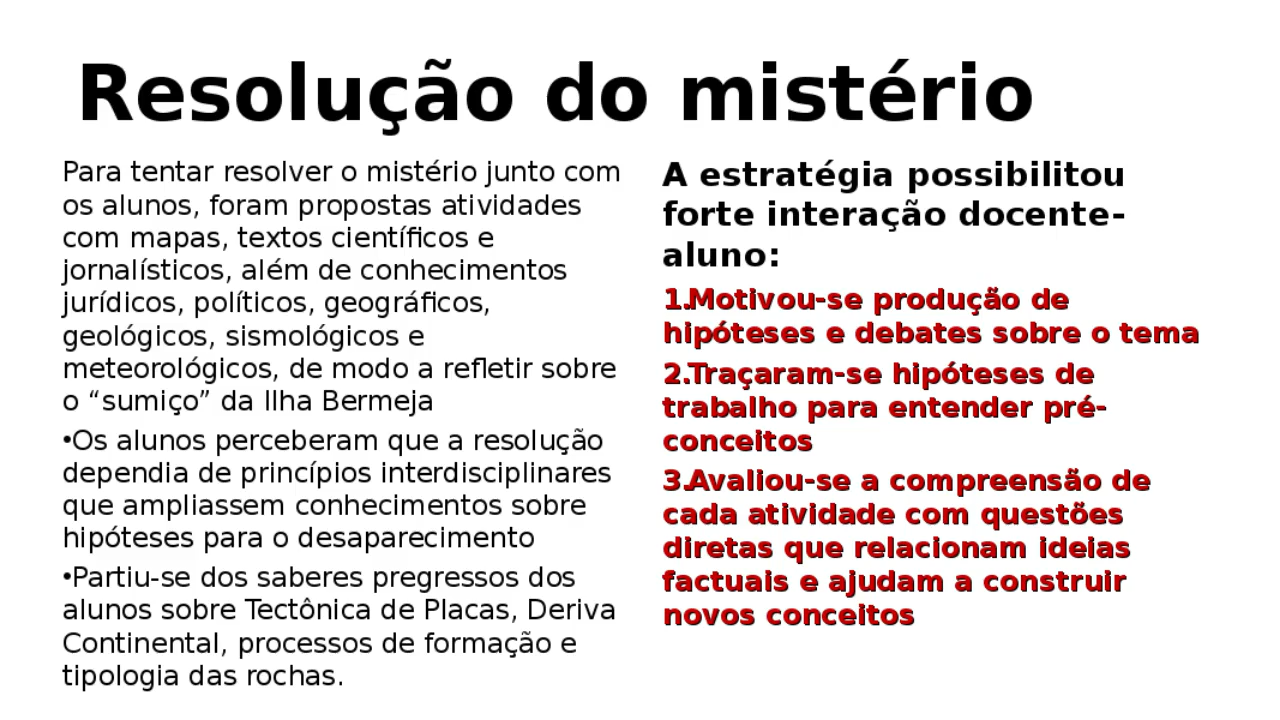 Resolução do mistério
Para tentar resolver o mistério junto com
os alunos, foram propostas atividades
com mapas, textos científicos e
jornalísticos, além de conhecimentos
jurídicos, políticos, geográficos,
geológicos, sismológicos e
meteorológicos, de modo a refletir sobre
o “sumiço” da Ilha Bermeja
•Os alunos perceberam que a resolução
dependia de princípios interdisciplinares
que ampliassem conhecimentos sobre
hipóteses para o desaparecimento
•Partiu-se dos saberes pregressos dos
alunos sobre Tectônica de Placas, Deriva
Continental, processos de formação e
tipologia das rochas.
A estratégia possibilitou
forte interação docente-
aluno:
1.Motivou-se produção de
hipóteses e debates sobre o tema
2.Traçaram-se hipóteses de
trabalho para entender pré-
conceitos
3.Avaliou-se a compreensão de
cada atividade com questões
diretas que relacionam ideias
factuais e ajudam a construir
novos conceitos